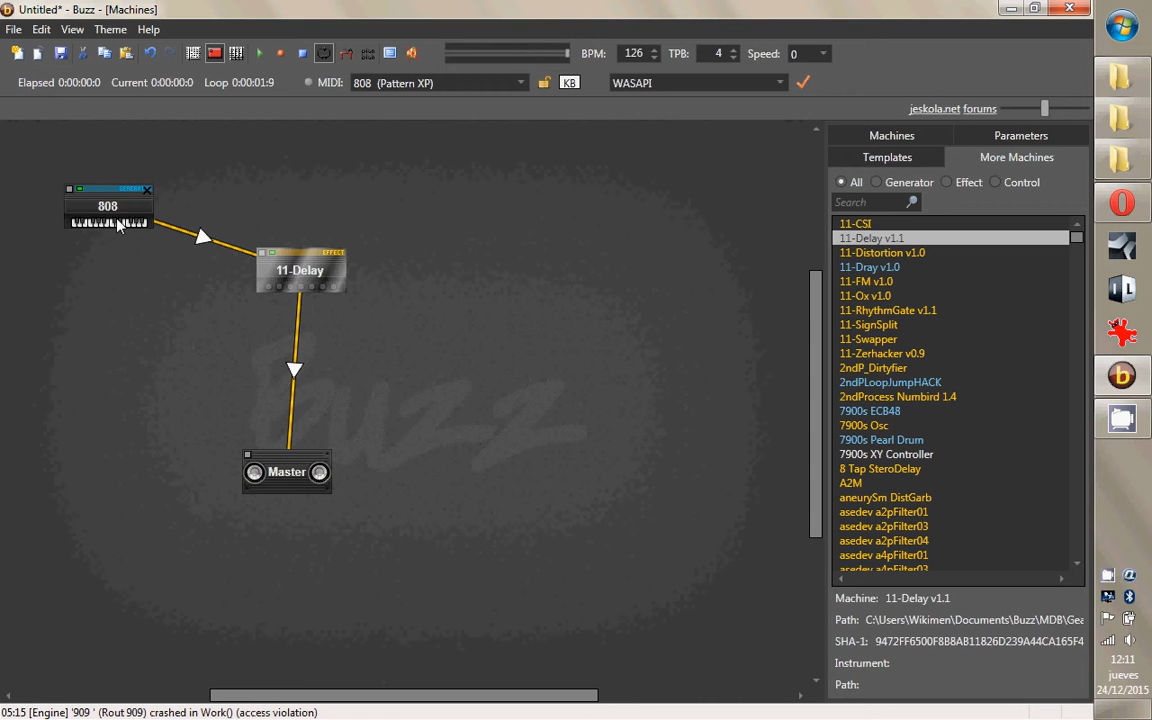 Untitled* - Buzz - [Machines]
File Edit View Theme Help
BPM: 126 TPB: 4 Speed: 0
Elapsed 0:00:00:0 Current 0:00:00:0 Loop 0:00:01:9 MIDI: 808 (Pattern XP) KB WASAPI
jeskola.net forums
Machines Parameters
Templates More Machines
All Generator Effect Control
Search
808
EFFECT
11-Delay
Master
Buzz
11-CSI
11-Delay v1.1
11-Distortion v1.0
11-Dray v1.0
11-FM v1.0
11-Ox v1.0
11-RhythmGate v1.1
11-SignSplit
11-Swapper
11-Zerhacker v0.9
2ndP_Dirtyfier
2ndPLoopJumpHACK
2ndProcess Numbird 1.4
7900s ECB48
7900s Osc
7900s Pearl Drum
7900s XY Controller
8 Tap SteroDelay
A2M
aneurySm DistGarb
asedev a2pFilter01
asedev a2pFilter03
asedev a2pFilter04
asedev a4pFilter01
asedev a4pFilter03
Machine: 11-Delay v1.1
Path: C:\Users\Wikimen\Documents\Buzz\MDB\Gea
SHA-1: 9472FF6500F8B8AB11826D239A44CA165F4
Instrument:
Path:
12:11
jueves
24/12/2015
05:15 [Engine] '909 ' (Rout 909) crashed in Work() (access violation)